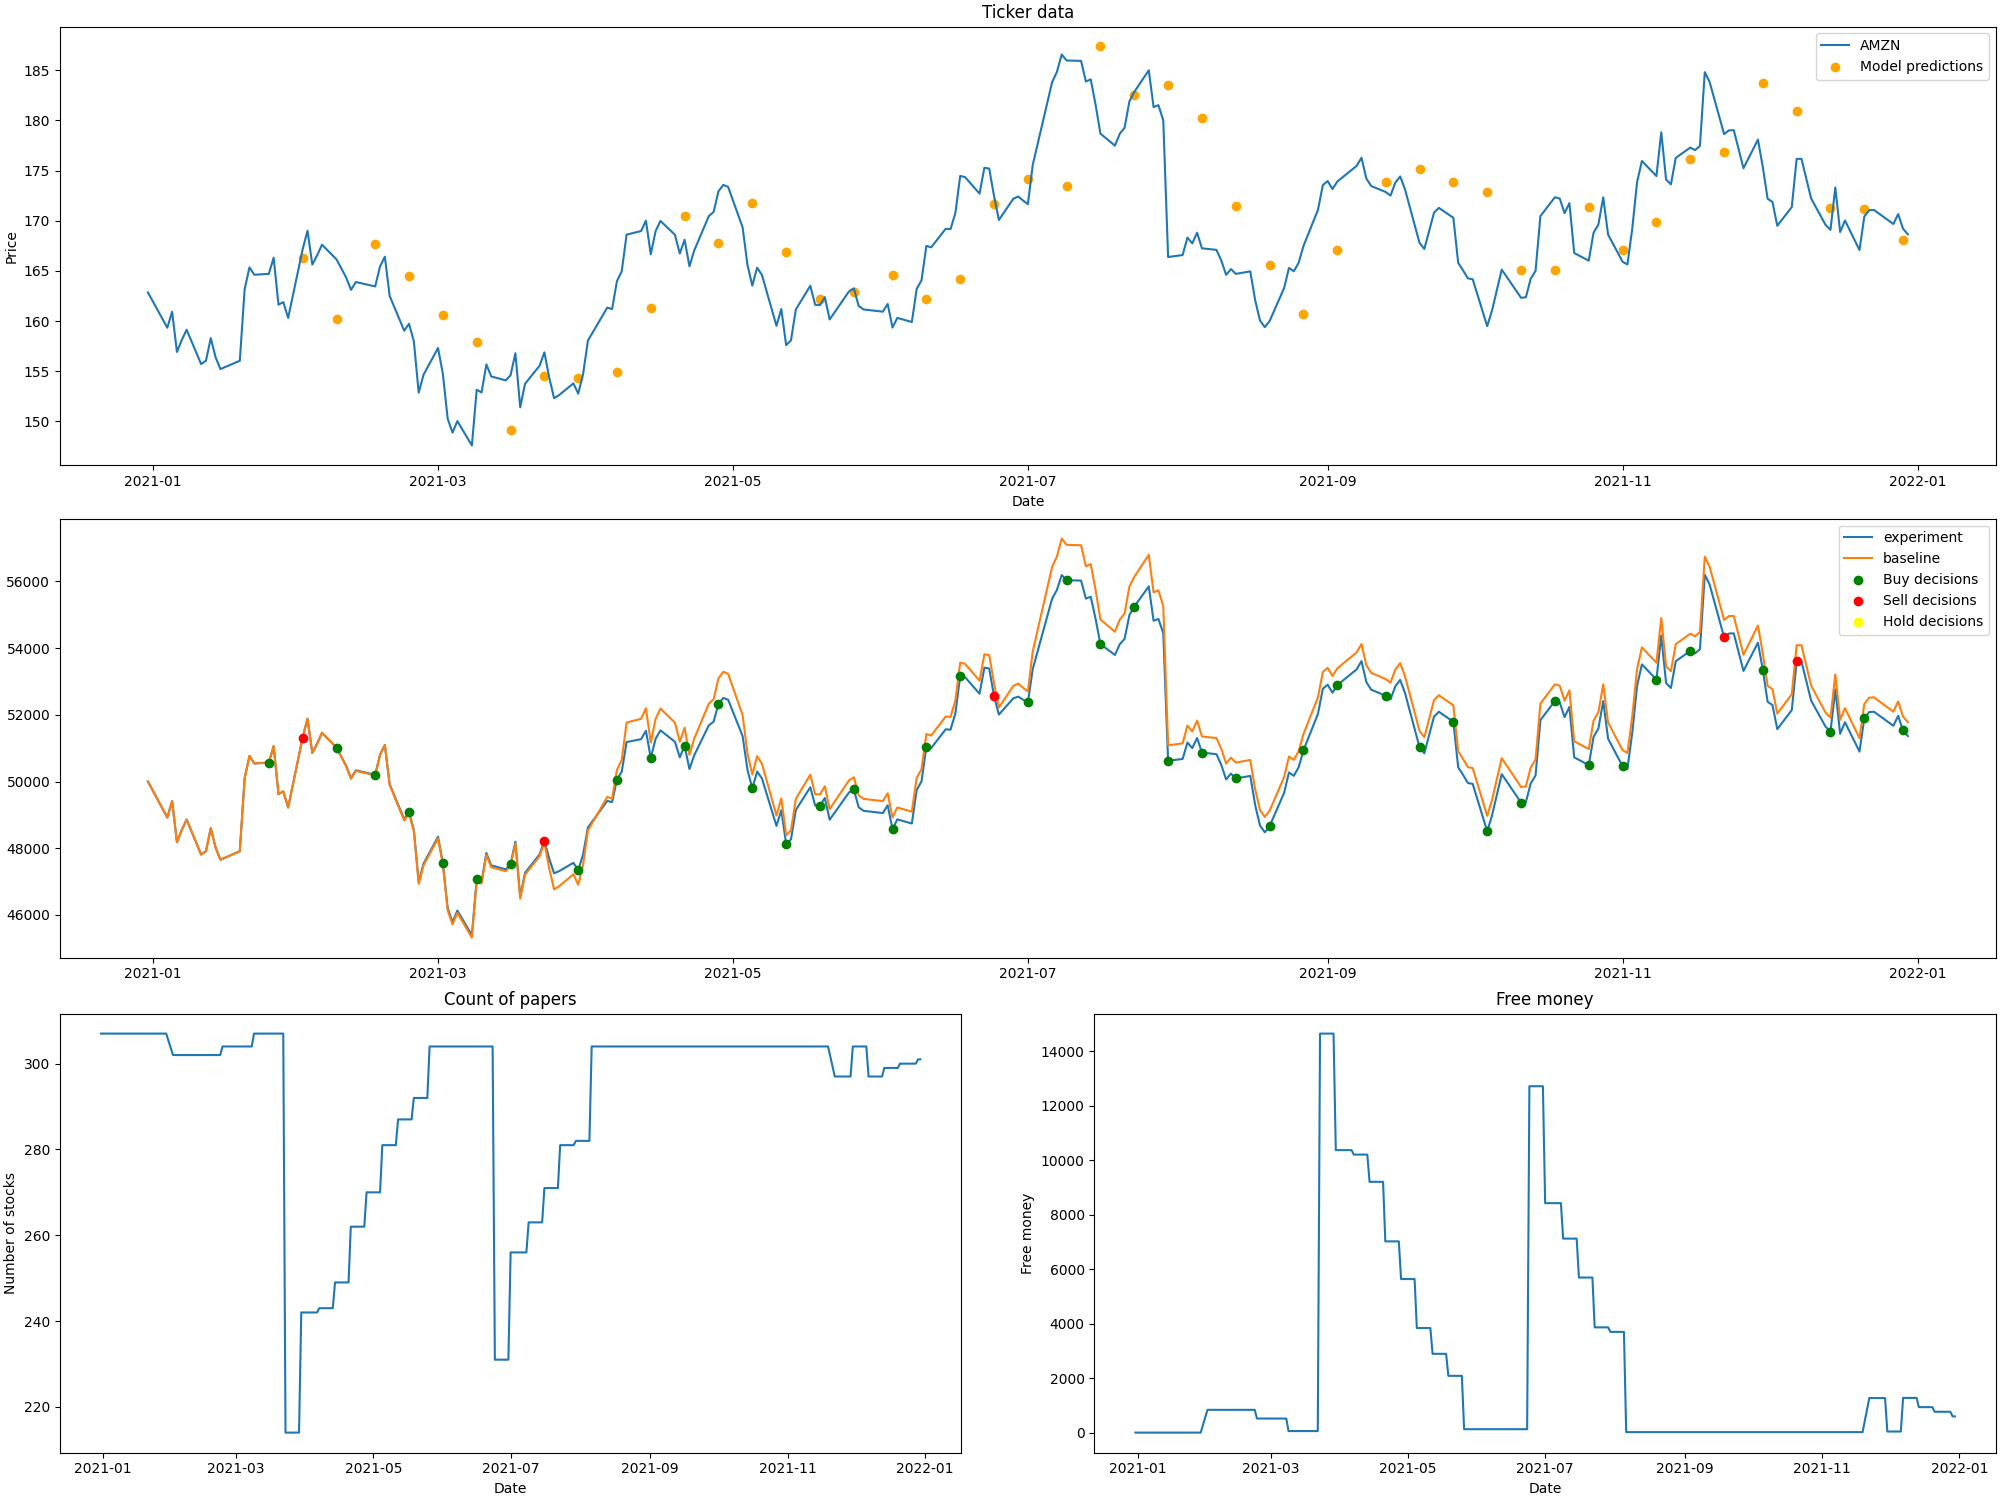 Ticker data
AMZN
Model predictions
185
180
175
170
165
160
155
150
Price
2021-01 2021-03 2021-05 2021-07 2021-09 2021-11 2022-01
Date
experiment
baseline
Buy decisions
Sell decisions
Hold decisions
56000
54000
52000
50000
48000
46000
2021-01 2021-03 2021-05 2021-07 2021-09 2021-11 2022-01
Count of papers
300
280
260
240
220
Number of stocks
2021-01 2021-03 2021-05 2021-07 2021-09 2021-11 2022-01
Date
Free money
14000
12000
10000
8000
6000
4000
2000
0
Free money
2021-01 2021-03 2021-05 2021-07 2021-09 2021-11 2022-01
Date